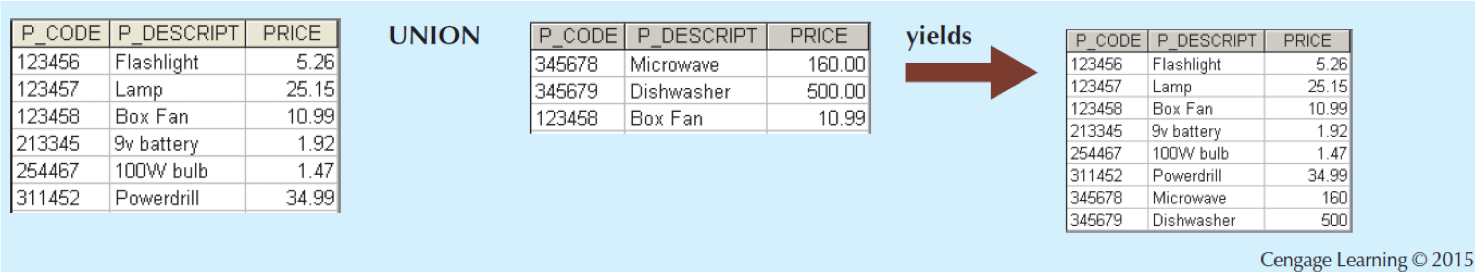 P_CODE P_DESCRIPT PRICE
123456 Flashlight 5.26
123457 Lamp 25.15
123458 Box Fan 10.99
213345 9v battery 1.92
254467 100W bulb 1.47
311452 Powerdrill 34.99
UNION
P_CODE P_DESCRIPT PRICE
345678 Microwave 160.00
345679 Dishwasher 500.00
123458 Box Fan 10.99
yields
P_CODE P_DESCRIPT PRICE
123456 Flashlight 5.26
123457 Lamp 25.15
123458 Box Fan 10.99
213345 9v battery 1.92
254467 100W bulb 1.47
311452 Powerdrill 34.99
345678 Microwave 160
345679 Dishwasher 500
Cengage Learning © 2015